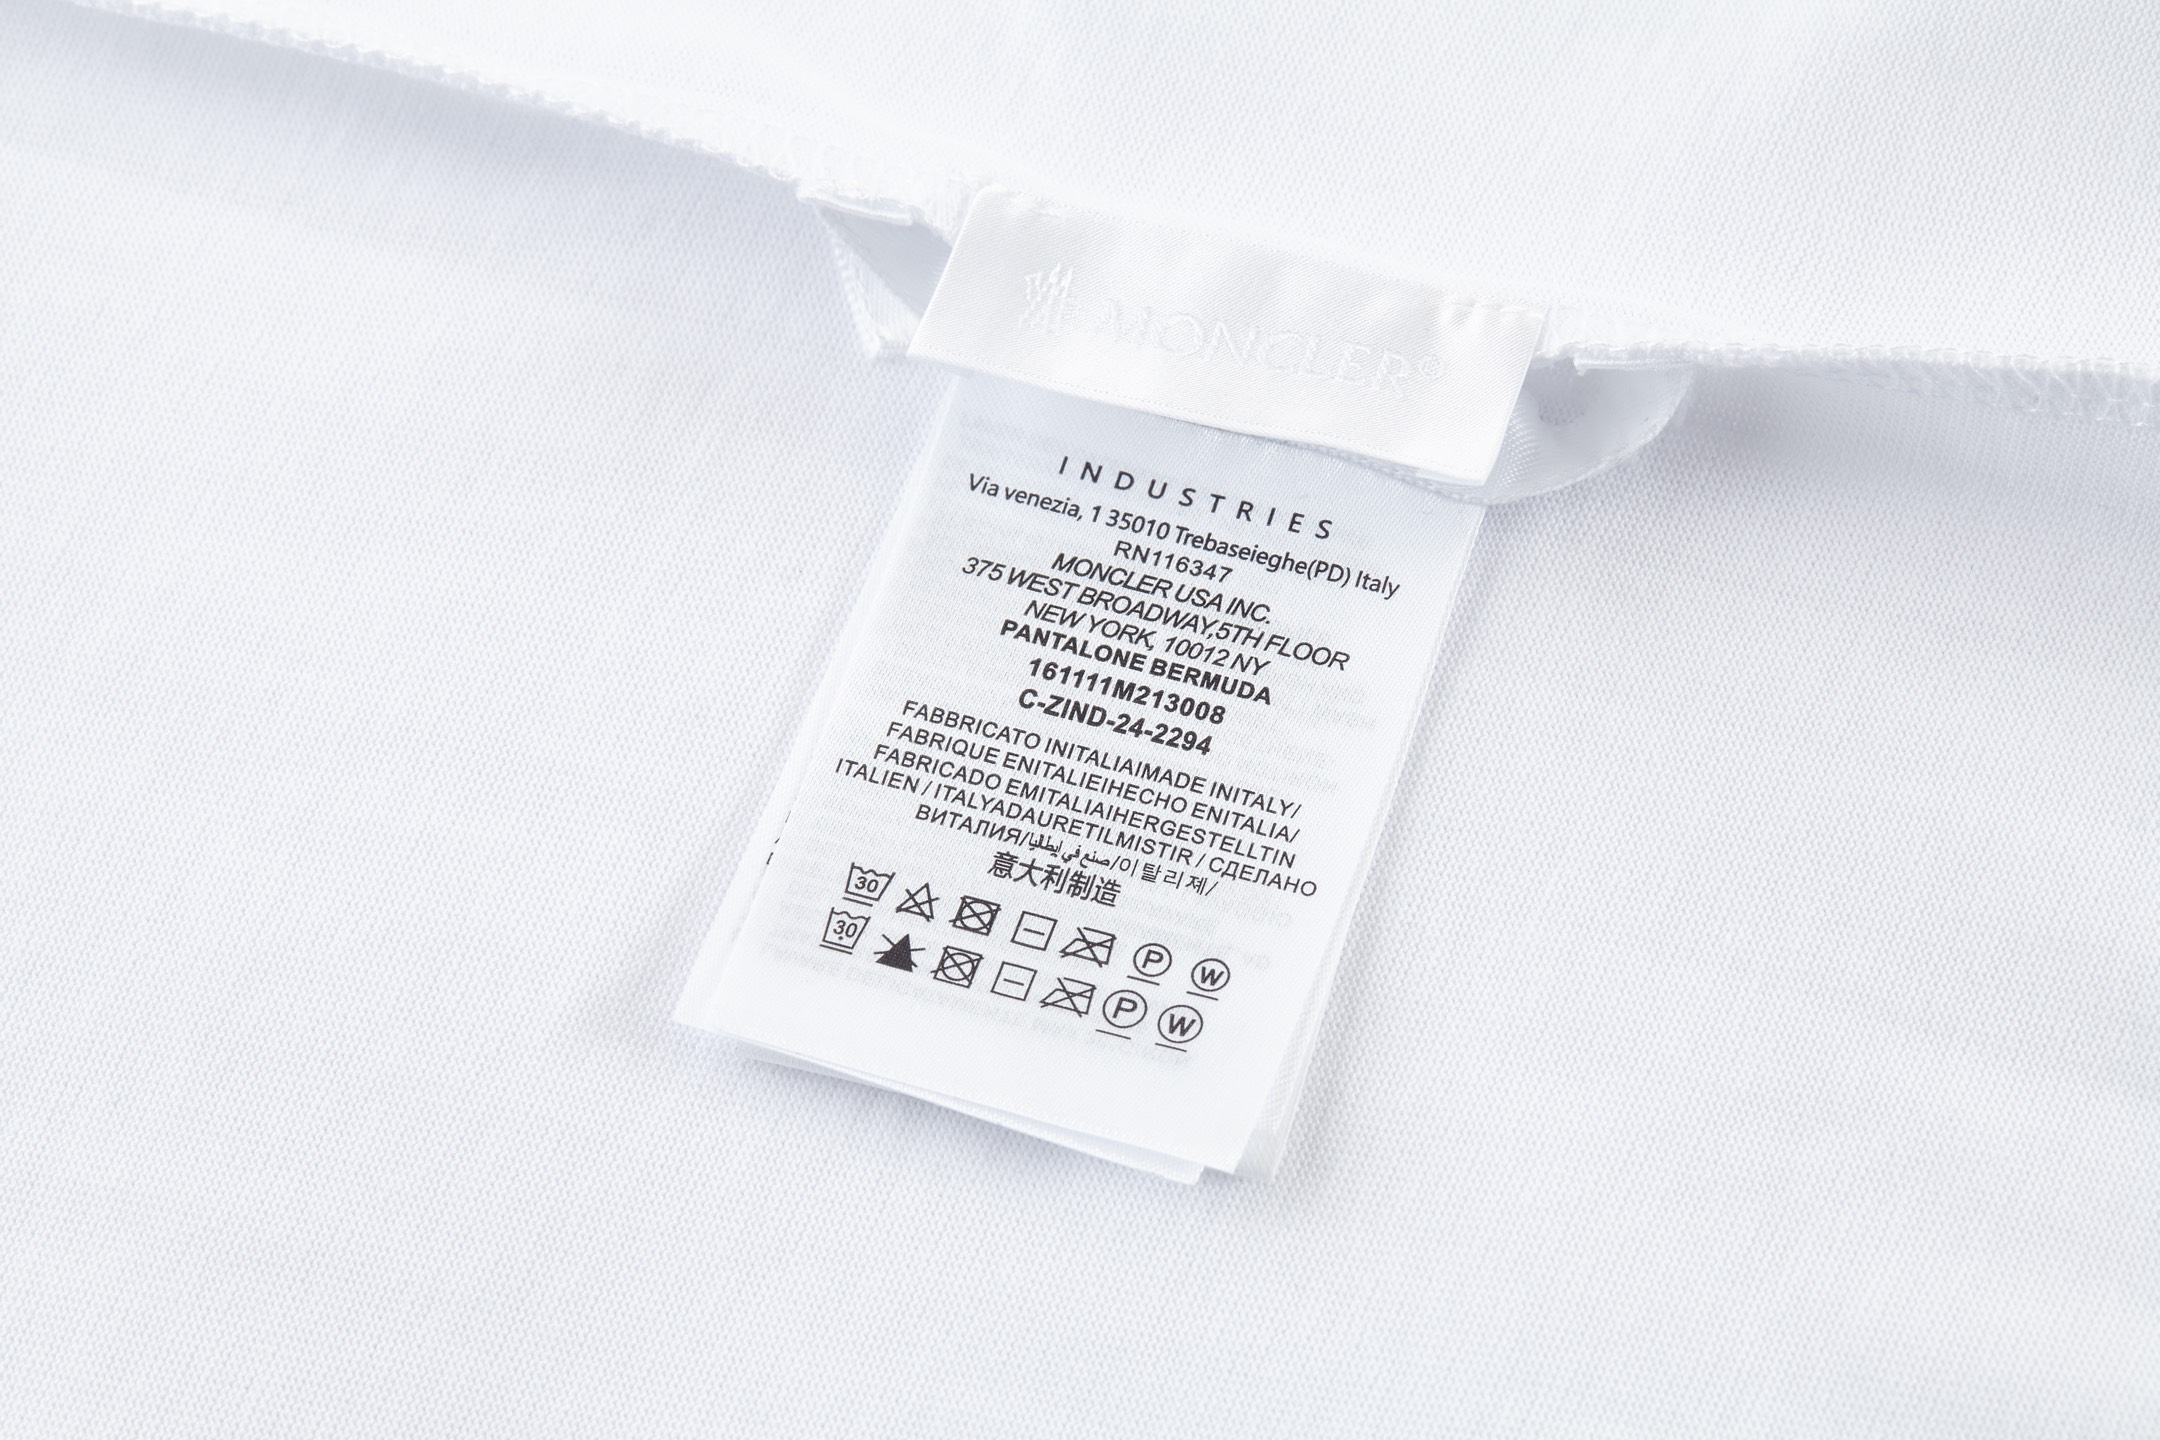 MONCLER©
INDUSTRIES
Via venezia, 1 35010 Trebaseieghe(PD) Italy
RN116347
MONCLER USA INC.
375 WEST BROADWAY,5TH FLOOR
NEW YORK, 10012 NY
PANTALONE BERMUDA
161111M213008
C-ZIND-24-2294
FABBRICATO INITALIAIMADE INITALY/
FABRIQUE ENITALIEIHECHO ENITALIA/
FABRICADO EMITALIAIHERGESTELLTIN
ITALIEN / ITALYADAURETILMISTIR / СДЕЛАНО
ВИТАЛИЯ/صنع في إيطاليا/이 탈 리 제/
意大利制造
30 P W
30 P W